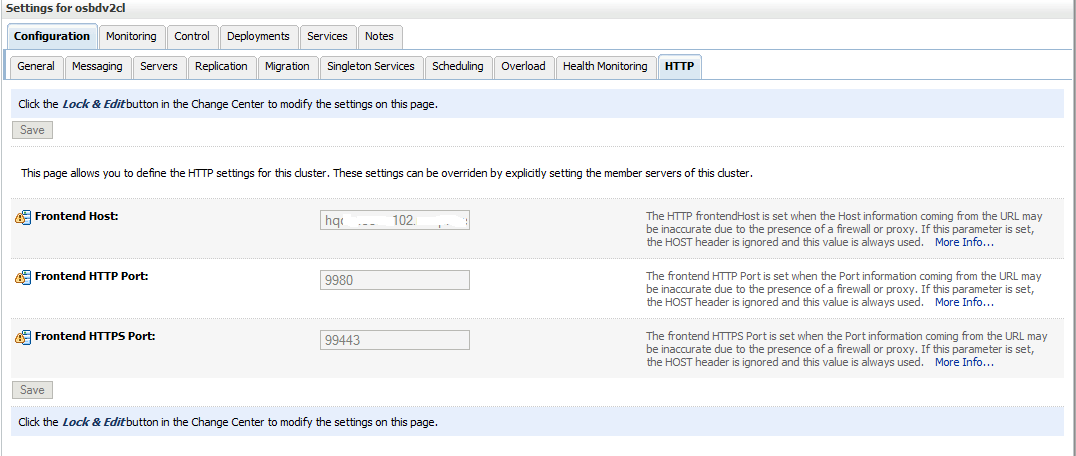 Settings for osbdv2cl
Configuration Monitoring Control Deployments Services Notes
General Messaging Servers Replication Migration Singleton Services Scheduling Overload Health Monitoring HTTP
Click the Lock & Edit button in the Change Center to modify the settings on this page.
Save
This page allows you to define the HTTP settings for this cluster. These settings can be overriden by explicitly setting the member servers of this cluster.
Frontend Host:
102.
The HTTP frontendHost is set when the Host information coming from the URL may
be inaccurate due to the presence of a firewall or proxy. If this parameter is set,
the HOST header is ignored and this value is always used. More Info...
Frontend HTTP Port:
9980
The frontend HTTP Port is set when the Port information coming from the URL may
be inaccurate due to the presence of a firewall or proxy. If this parameter is set,
the HOST header is ignored and this value is always used. More Info...
Frontend HTTPS Port:
99443
The frontend HTTPS Port is set when the Port information coming from the URL may
be inaccurate due to the presence of a firewall or proxy. If this parameter is set,
the HOST header is ignored and this value is always used. More Info...
Save
Click the Lock & Edit button in the Change Center to modify the settings on this page.